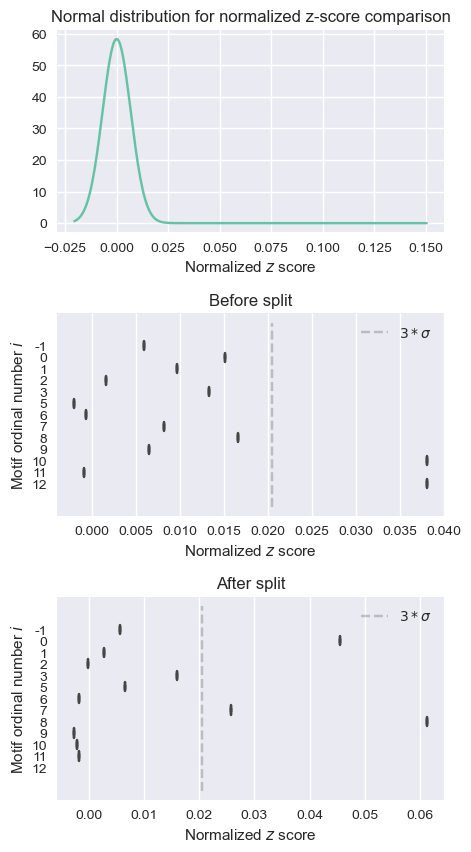 Normal distribution for normalized z-score comparison
60
50
40
30
20
10
0
−0.025 0.000 0.025 0.050 0.075 0.100 0.125 0.150
Normalized z score
Before split
3 * σ
Motif ordinal number i
-1
0
1
2
3
5
6
7
8
9
10
11
12
0.000 0.005 0.010 0.015 0.020 0.025 0.030 0.035 0.040
Normalized z score
After split
3 * σ
Motif ordinal number i
-1
0
1
2
3
5
6
7
8
9
10
11
12
0.00 0.01 0.02 0.03 0.04 0.05 0.06
Normalized z score